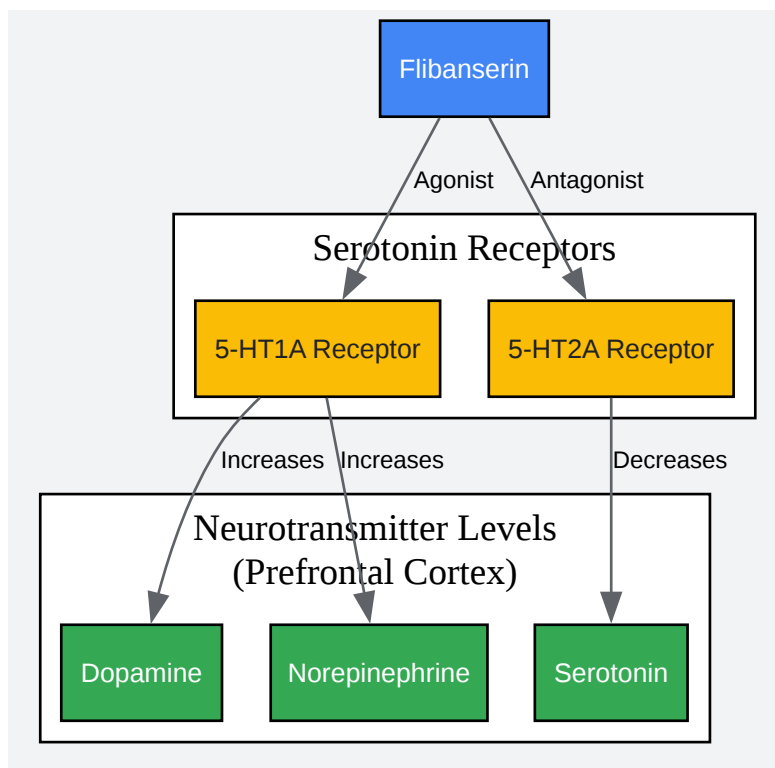 Flibanserin
Agonist
Antagonist
Serotonin Receptors
5-HT1A Receptor
5-HT2A Receptor
Increases
Increases
Decreases
Neurotransmitter Levels
(Prefrontal Cortex)
Dopamine
Norepinephrine
Serotonin